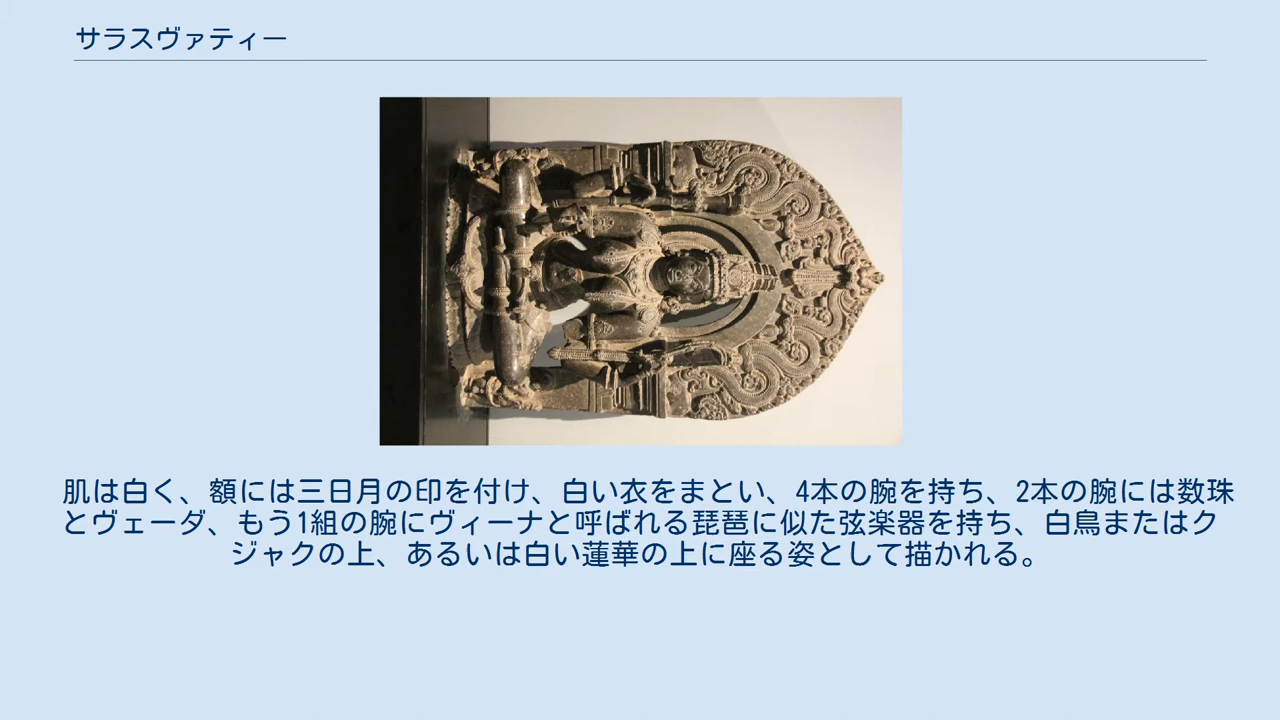 サラスヴァティー
肌は白く、額には三日月の印を付け、白い衣をまとい、4本の腕を持ち、2本の腕には数珠
とヴェーダ、もう1組の腕にヴィーナと呼ばれる琵琶に似た弦楽器を持ち、白鳥またはク
ジャクの上、あるいは白い蓮華の上に座る姿として描かれる。